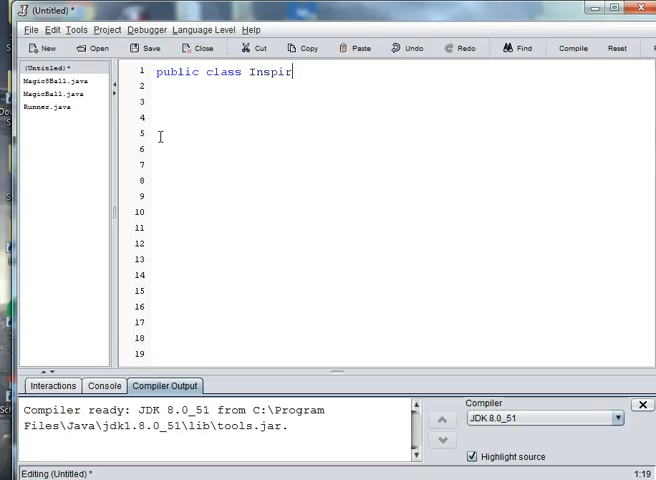 (Untitled) *
File Edit Tools Project Debugger Language Level Help
New Open Save Close Cut Copy Paste Undo Redo Find Compile Reset
(Untitled) *
Magic8Ball.java
MagicBall.java
Runner.java
1 public class Inspir
2
3
4
5
6
7
8
9
10
11
12
13
14
15
16
17
18
19
Interactions Console Compiler Output
Compiler ready: JDK 8.0_51 from C:\Program
Files\Java\jdk1.8.0_51\lib\tools.jar.
Compiler
JDK 8.0_51
Highlight source
Editing (Untitled) *
1:19